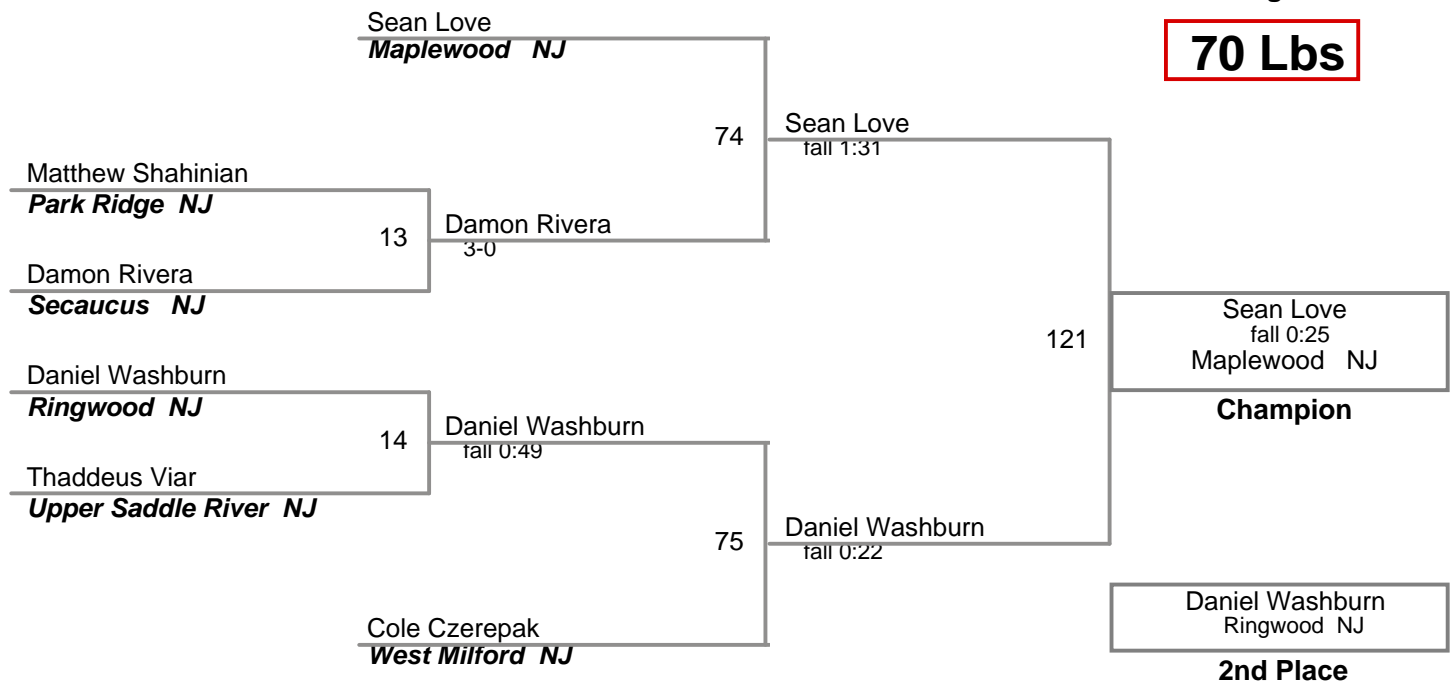 Sean Love
Maplewood NJ
70 Lbs
74
Sean Love
fall 1:31
Matthew Shahinian
Park Ridge NJ
13
Damon Rivera
3-0
Damon Rivera
Secaucus NJ
121
Sean Love
fall 0:25
Maplewood NJ
Champion
Daniel Washburn
Ringwood NJ
14
Daniel Washburn
fall 0:49
Thaddeus Viar
Upper Saddle River NJ
75
Daniel Washburn
fall 0:22
Cole Czerepak
West Milford NJ
Daniel Washburn
Ringwood NJ
2nd Place